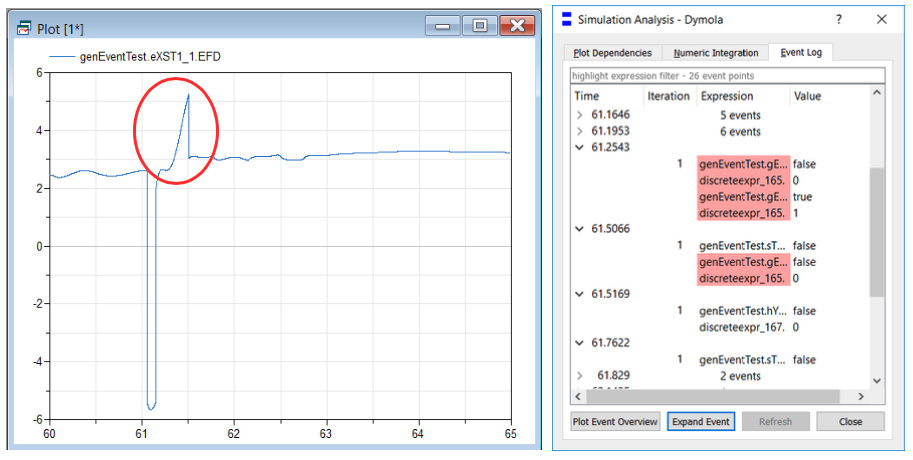 Plot [1*]
genEventTest.eXST1_1.EFD
6
4
2
0
-2
-4
-6
60 61 62 63 64 65
Simulation Analysis - Dymola ? ×
Plot Dependencies Numeric Integration Event Log
highlight expression filter - 26 event points
Time Iteration Expression Value
61.1646 5 events
61.1953 6 events
61.2543
1 genEventTest.gE... false
discreteexpr_165. 0
genEventTest.gE... true
discreteexpr_165. 1
61.5066
1 genEventTest.sT... false
genEventTest.gE... false
discreteexpr_165. 0
61.5169
1 genEventTest.hY... false
discreteexpr_167. 0
61.7622
1 genEventTest.sT... false
61.829 2 events
Plot Event Overview Expand Event Refresh Close